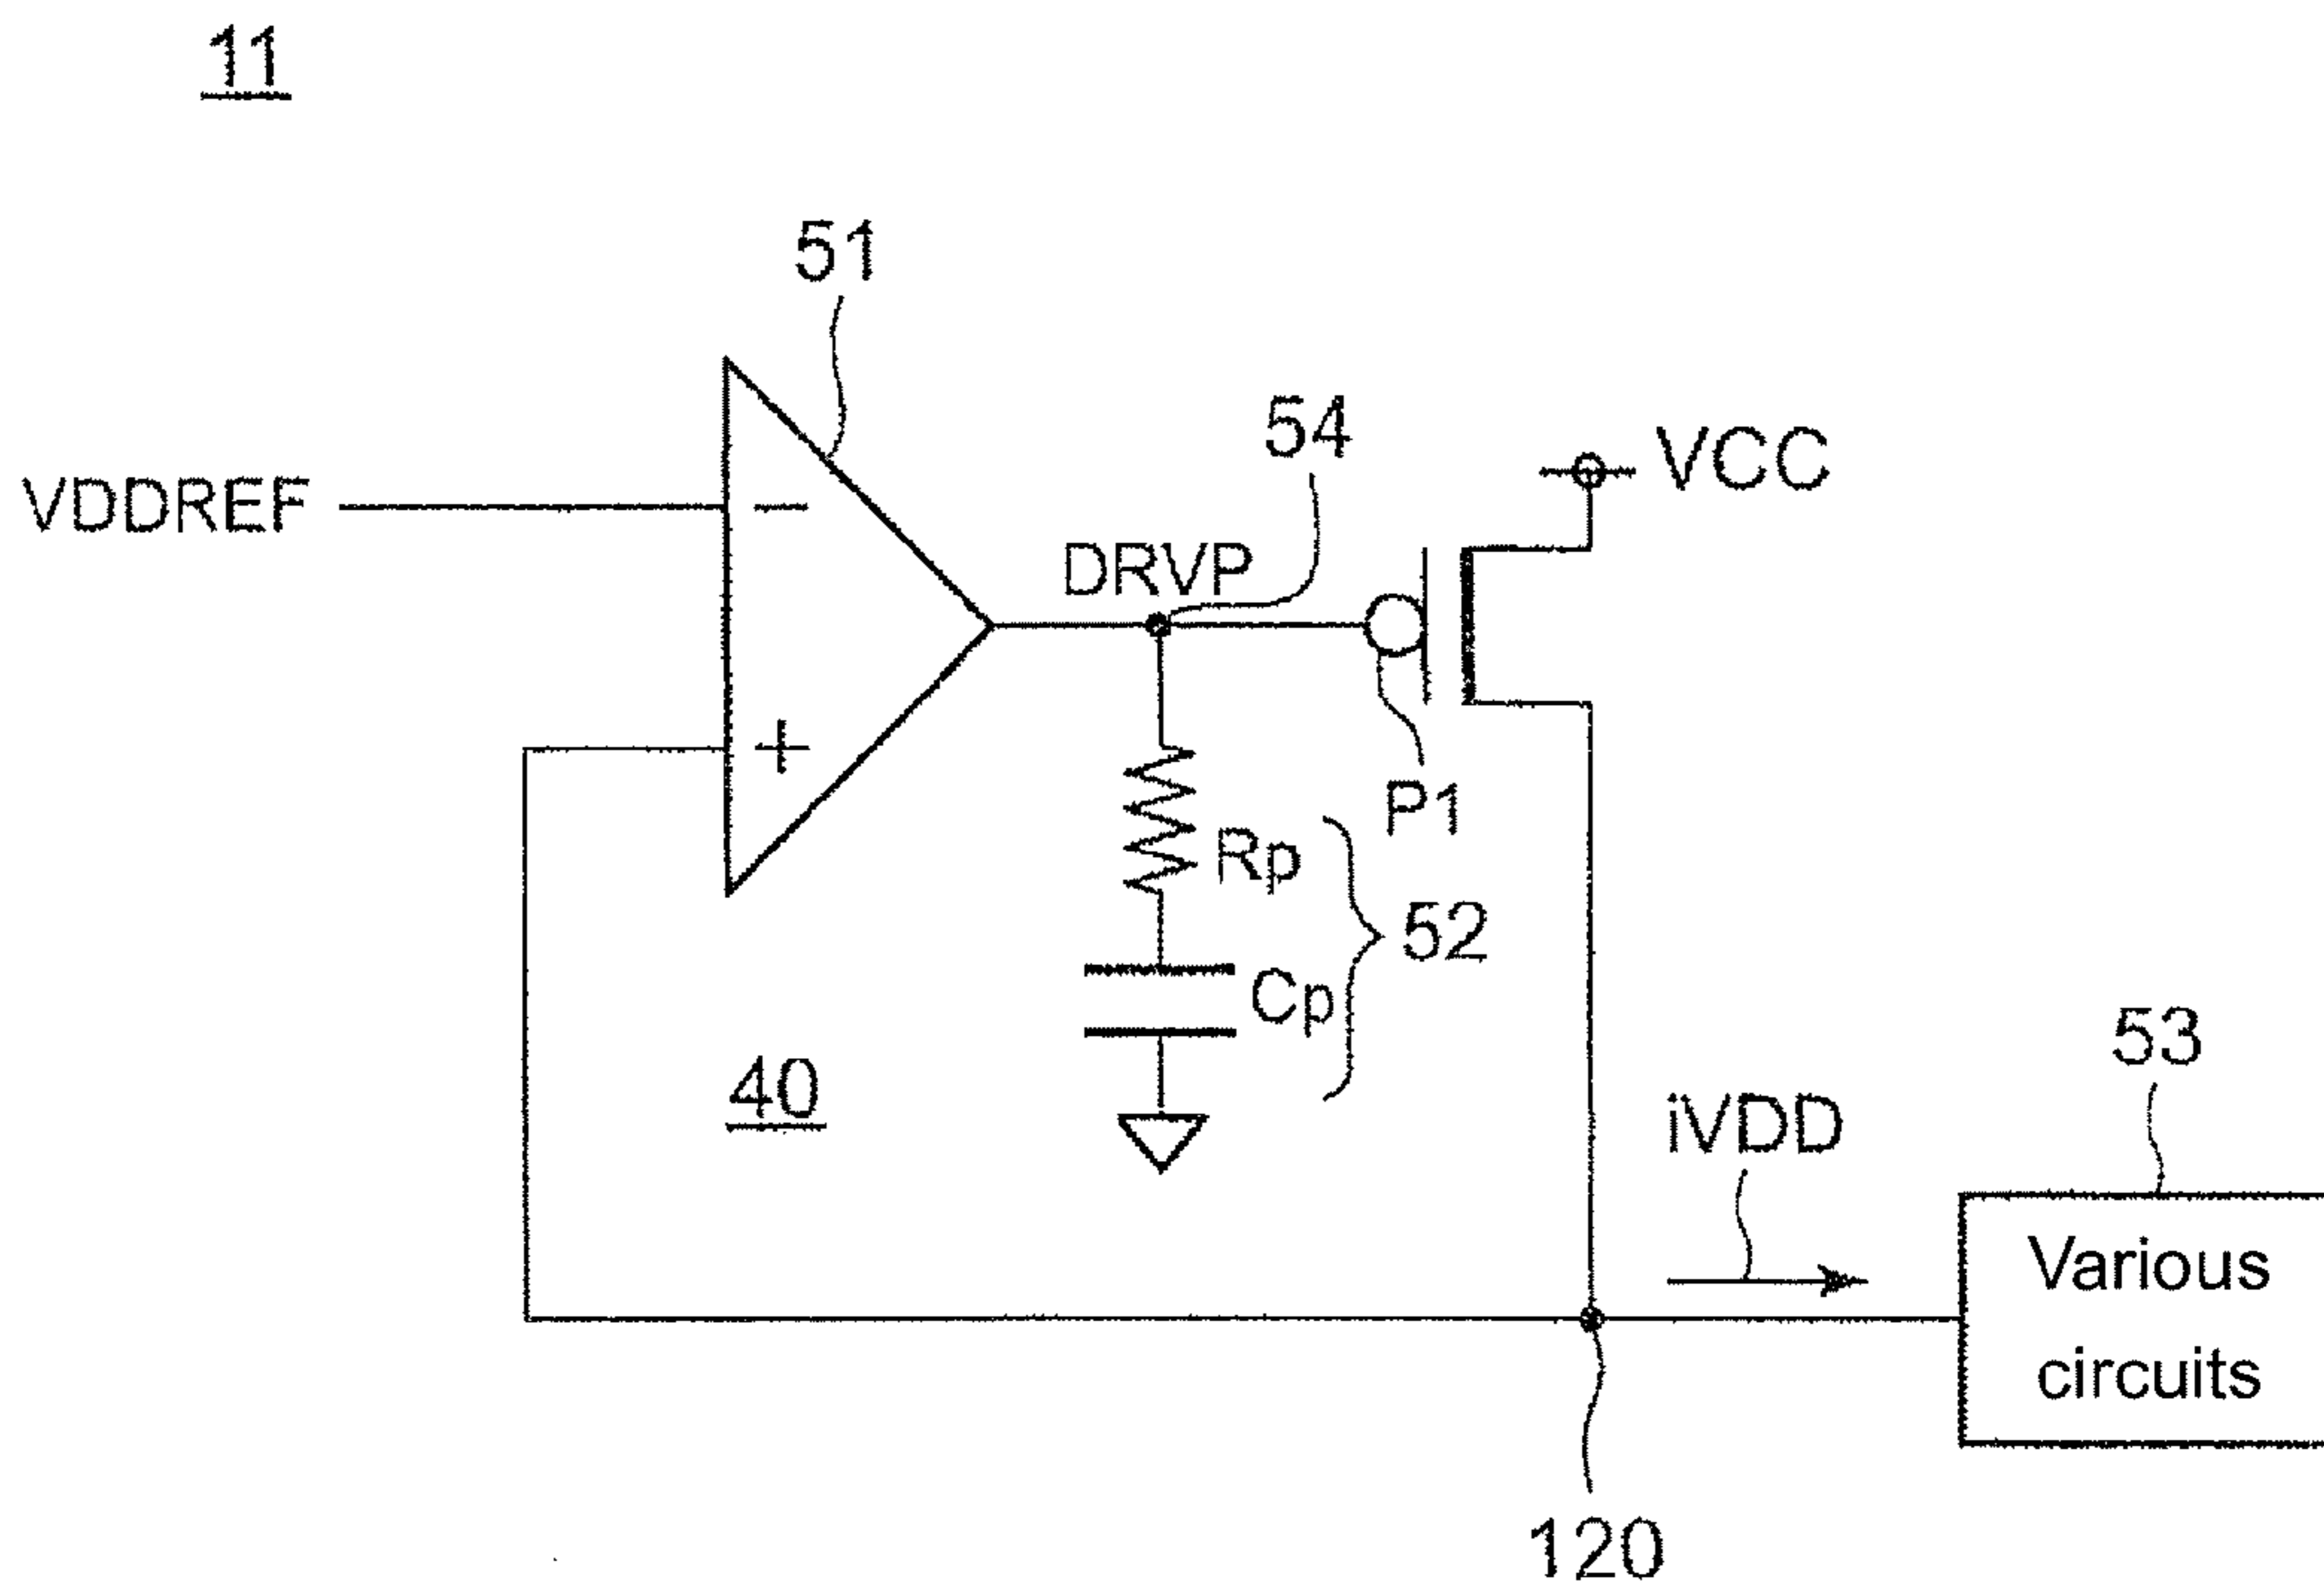 11
51
54
VCC
VDDREF
−
DRVP
+
P1
Rp
52
Cp
40
53
iVDD
Various
circuits
120